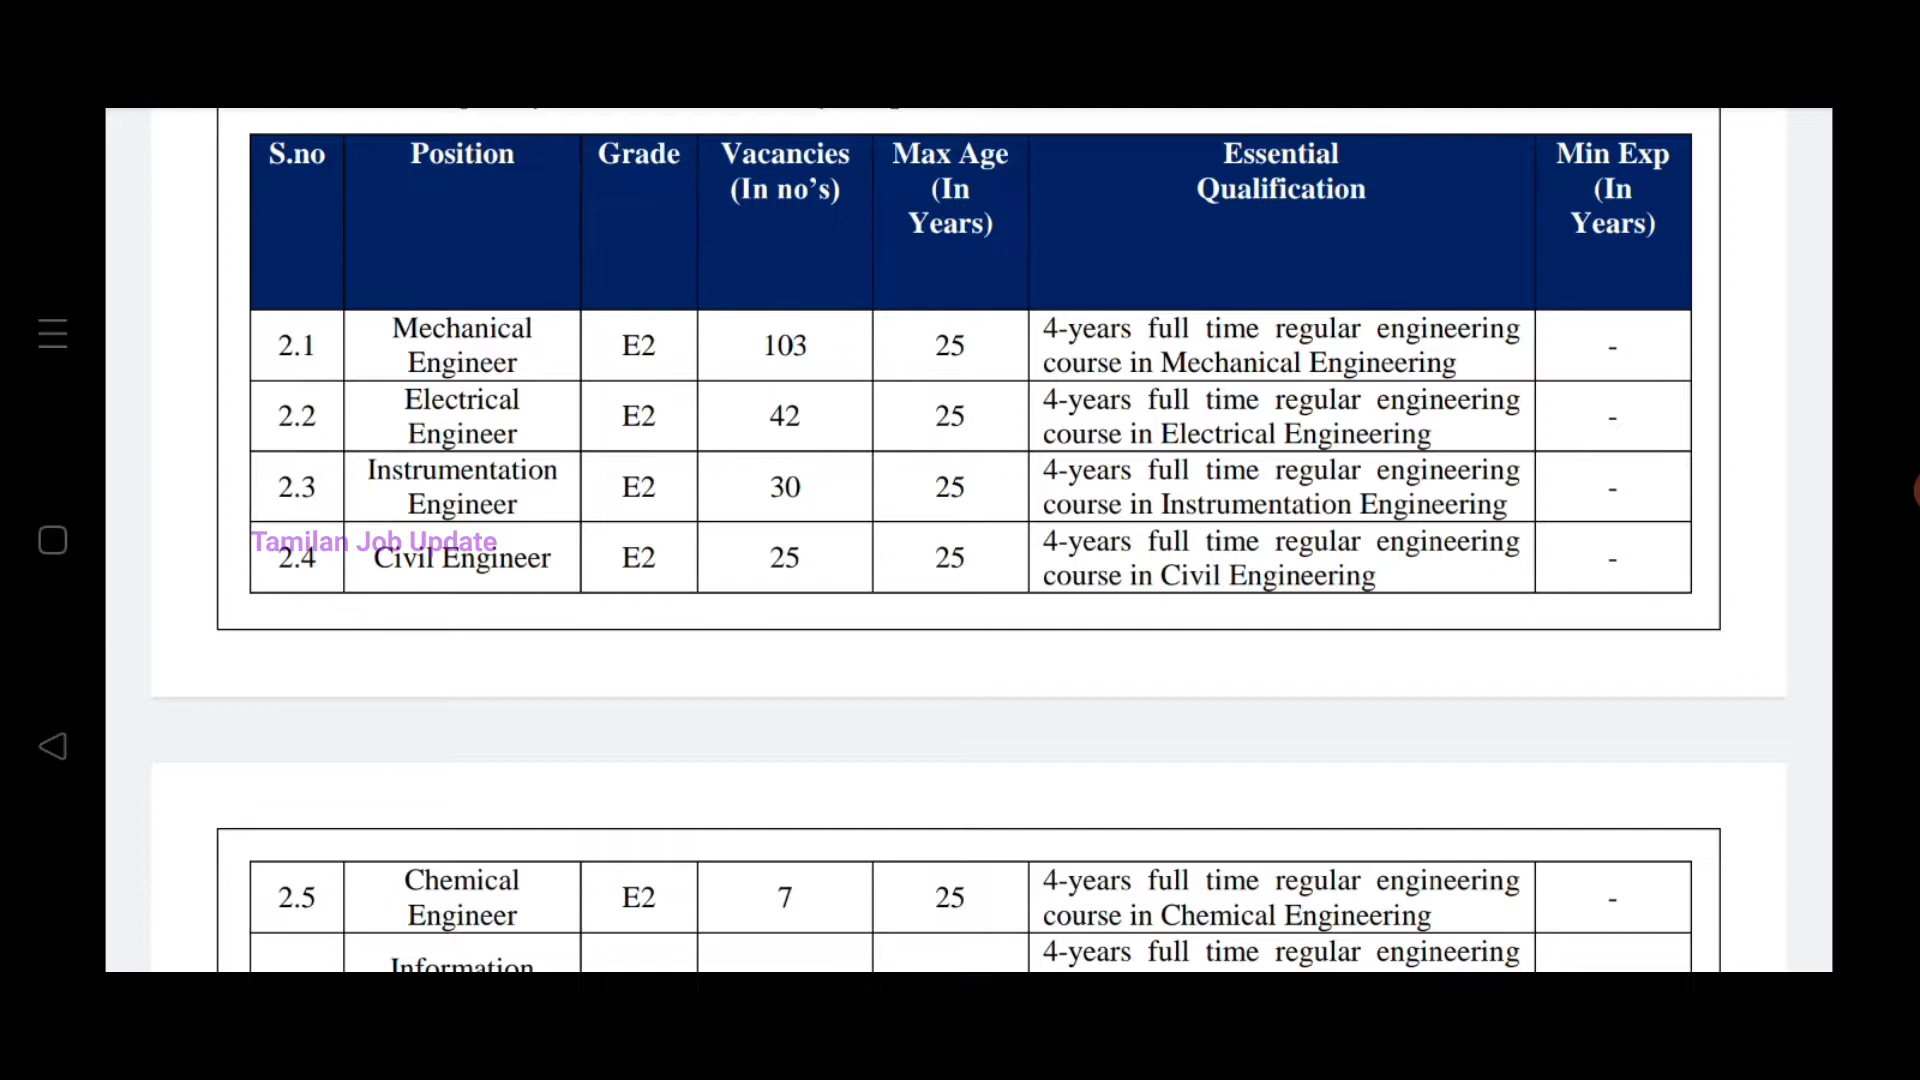 S.no Position Grade Vacancies Max Age Essential Min Exp
(In no’s) (In Qualification (In
Years) Years)
2.1 Mechanical Engineer E2 103 25 4-years full time regular engineering course in Mechanical Engineering -
2.2 Electrical Engineer E2 42 25 4-years full time regular engineering course in Electrical Engineering -
2.3 Instrumentation Engineer E2 30 25 4-years full time regular engineering course in Instrumentation Engineering -
Tamilan Job Update
2.4 Civil Engineer E2 25 25 4-years full time regular engineering course in Civil Engineering -
2.5 Chemical Engineer E2 7 25 4-years full time regular engineering course in Chemical Engineering -
Information 4-years full time regular engineering